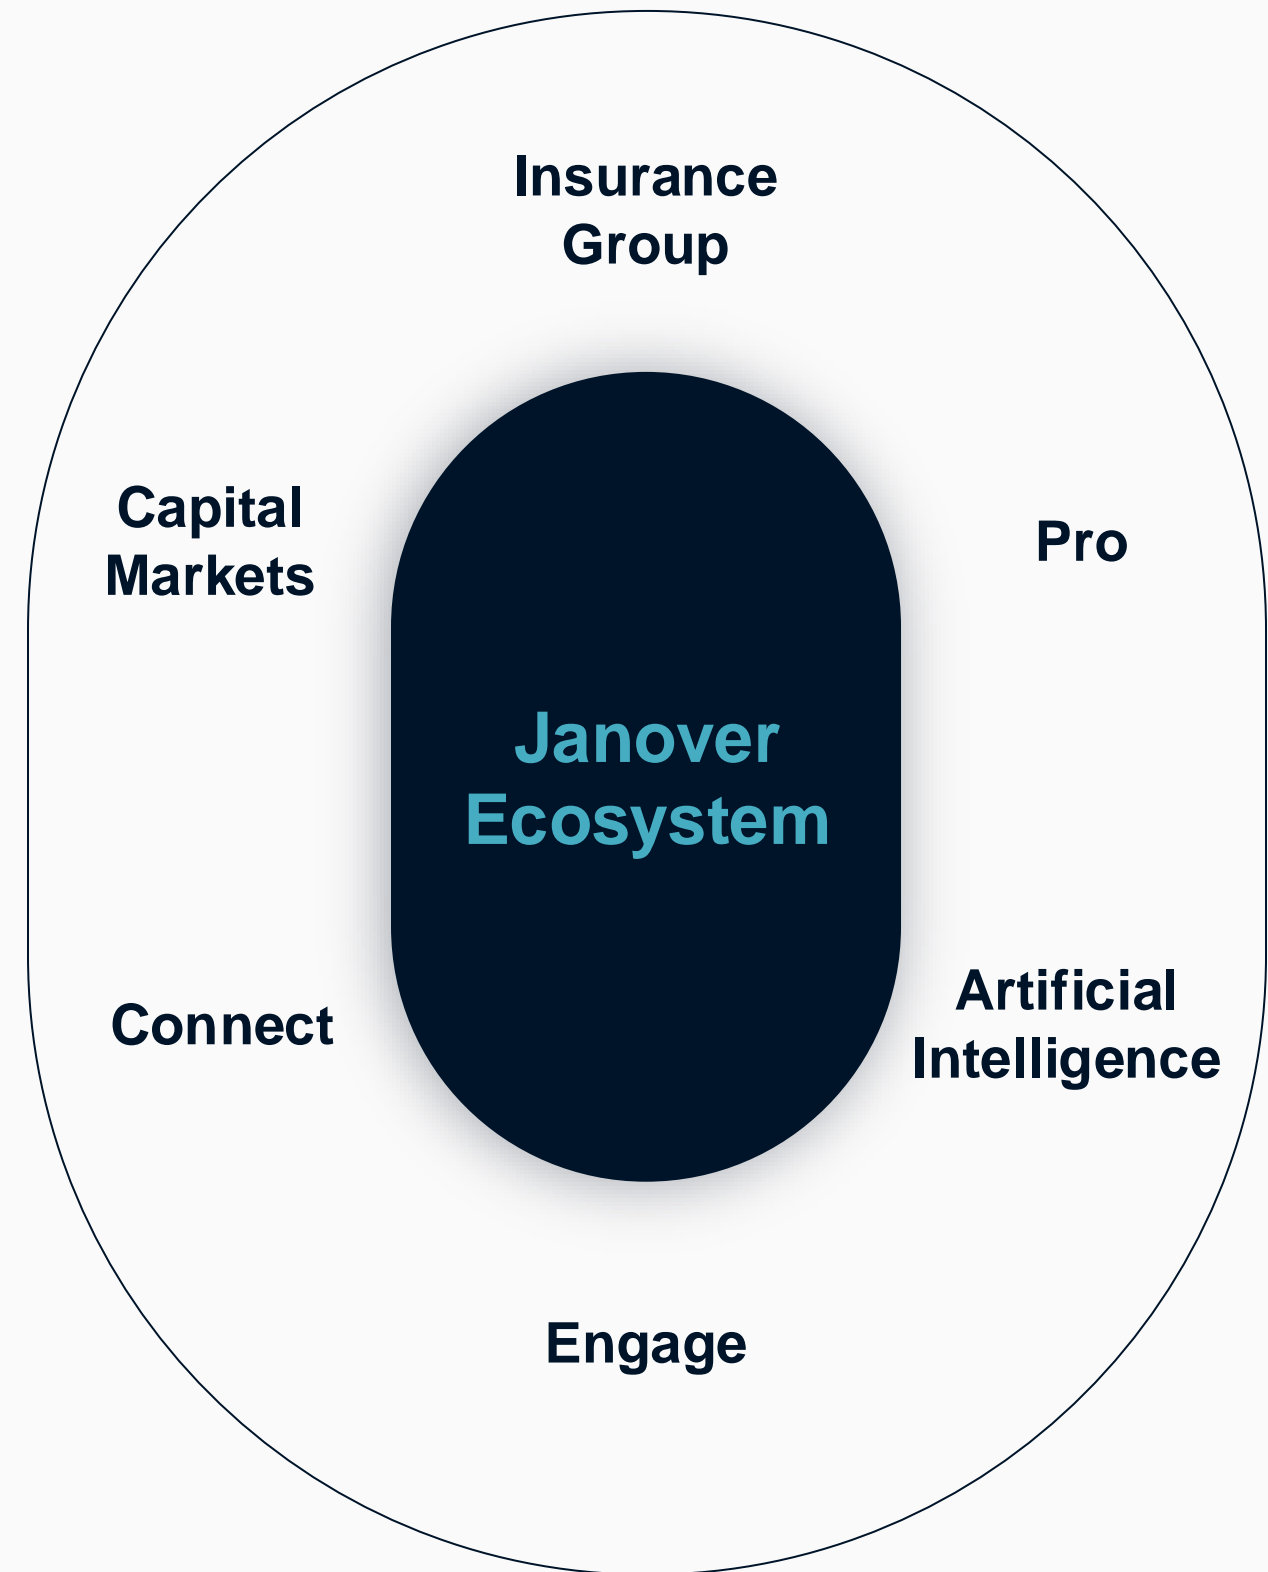 Insurance
Group
Capital
Markets
Pro
Janover
Ecosystem
Connect
Artificial
Intelligence
Engage